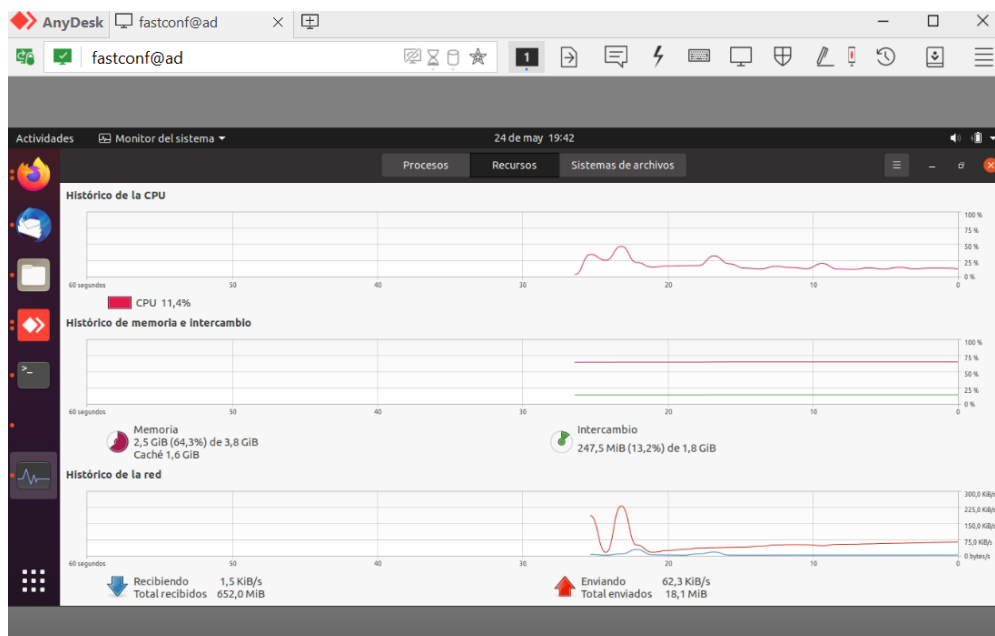 AnyDesk fastconf@ad
fastconf@ad 1
Actividades Monitor del sistema 24 de may 19:42
Procesos Recursos Sistemas de archivos
Histórico de la CPU
100 %
75 %
50 %
25 %
0 %
60 segundos 50 40 30 20 10 0
CPU 11,4%
Histórico de memoria e intercambio
100 %
75 %
50 %
25 %
0 %
60 segundos 50 40 30 20 10 0
Memoria
2,5 GiB (64,3%) de 3,8 GiB
Caché 1,6 GiB
Intercambio
247,5 MiB (13,2%) de 1,8 GiB
Histórico de la red
300,0 KiB/s
225,0 KiB/s
150,0 KiB/s
75,0 KiB/s
0 bytes/s
60 segundos 50 40 30 20 10 0
Recibiendo 1,5 KiB/s
Total recibidos 652,0 MiB
Enviando 62,3 KiB/s
Total enviados 18,1 MiB